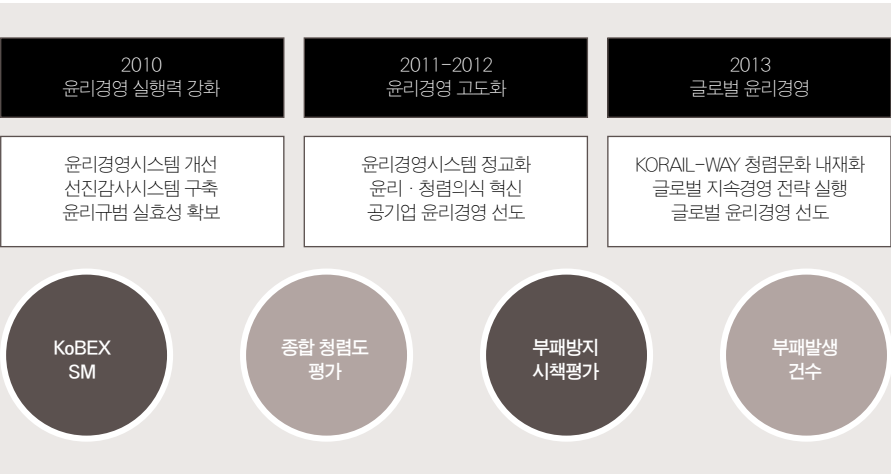 2010
윤리경영 실행력 강화
윤리경영시스템 개선
선진감사시스템 구축
윤리규범 실효성 확보
2011-2012
윤리경영 고도화
윤리경영시스템 정교화
윤리 · 청렴의식 혁신
공기업 윤리경영 선도
2013
글로벌 윤리경영
KORAIL-WAY 청렴문화 내재화
글로벌 지속경영 전략 실행
글로벌 윤리경영 선도
KoBEX
SM
종합 청렴도
평가
부패방지
시책평가
부패발생
건수